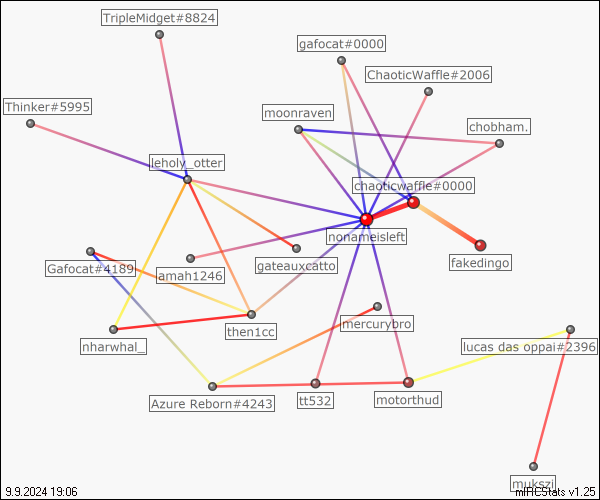 TripleMidget#8824
gafocat#0000
ChaoticWaffle#2006
Thinker#5995
moonraven
chobham.
leholy_otter
chaoticwaffle#0000
nonameisleft
Gafocat#4189
amah1246
gateauxcatto
fakedingo
nharwhal_
then1cc
mercurybro
lucas das oppai#2396
Azure Reborn#4243
tt532
motorthud
mukszi
9.9.2024 19:06
mIRCStats v1.25